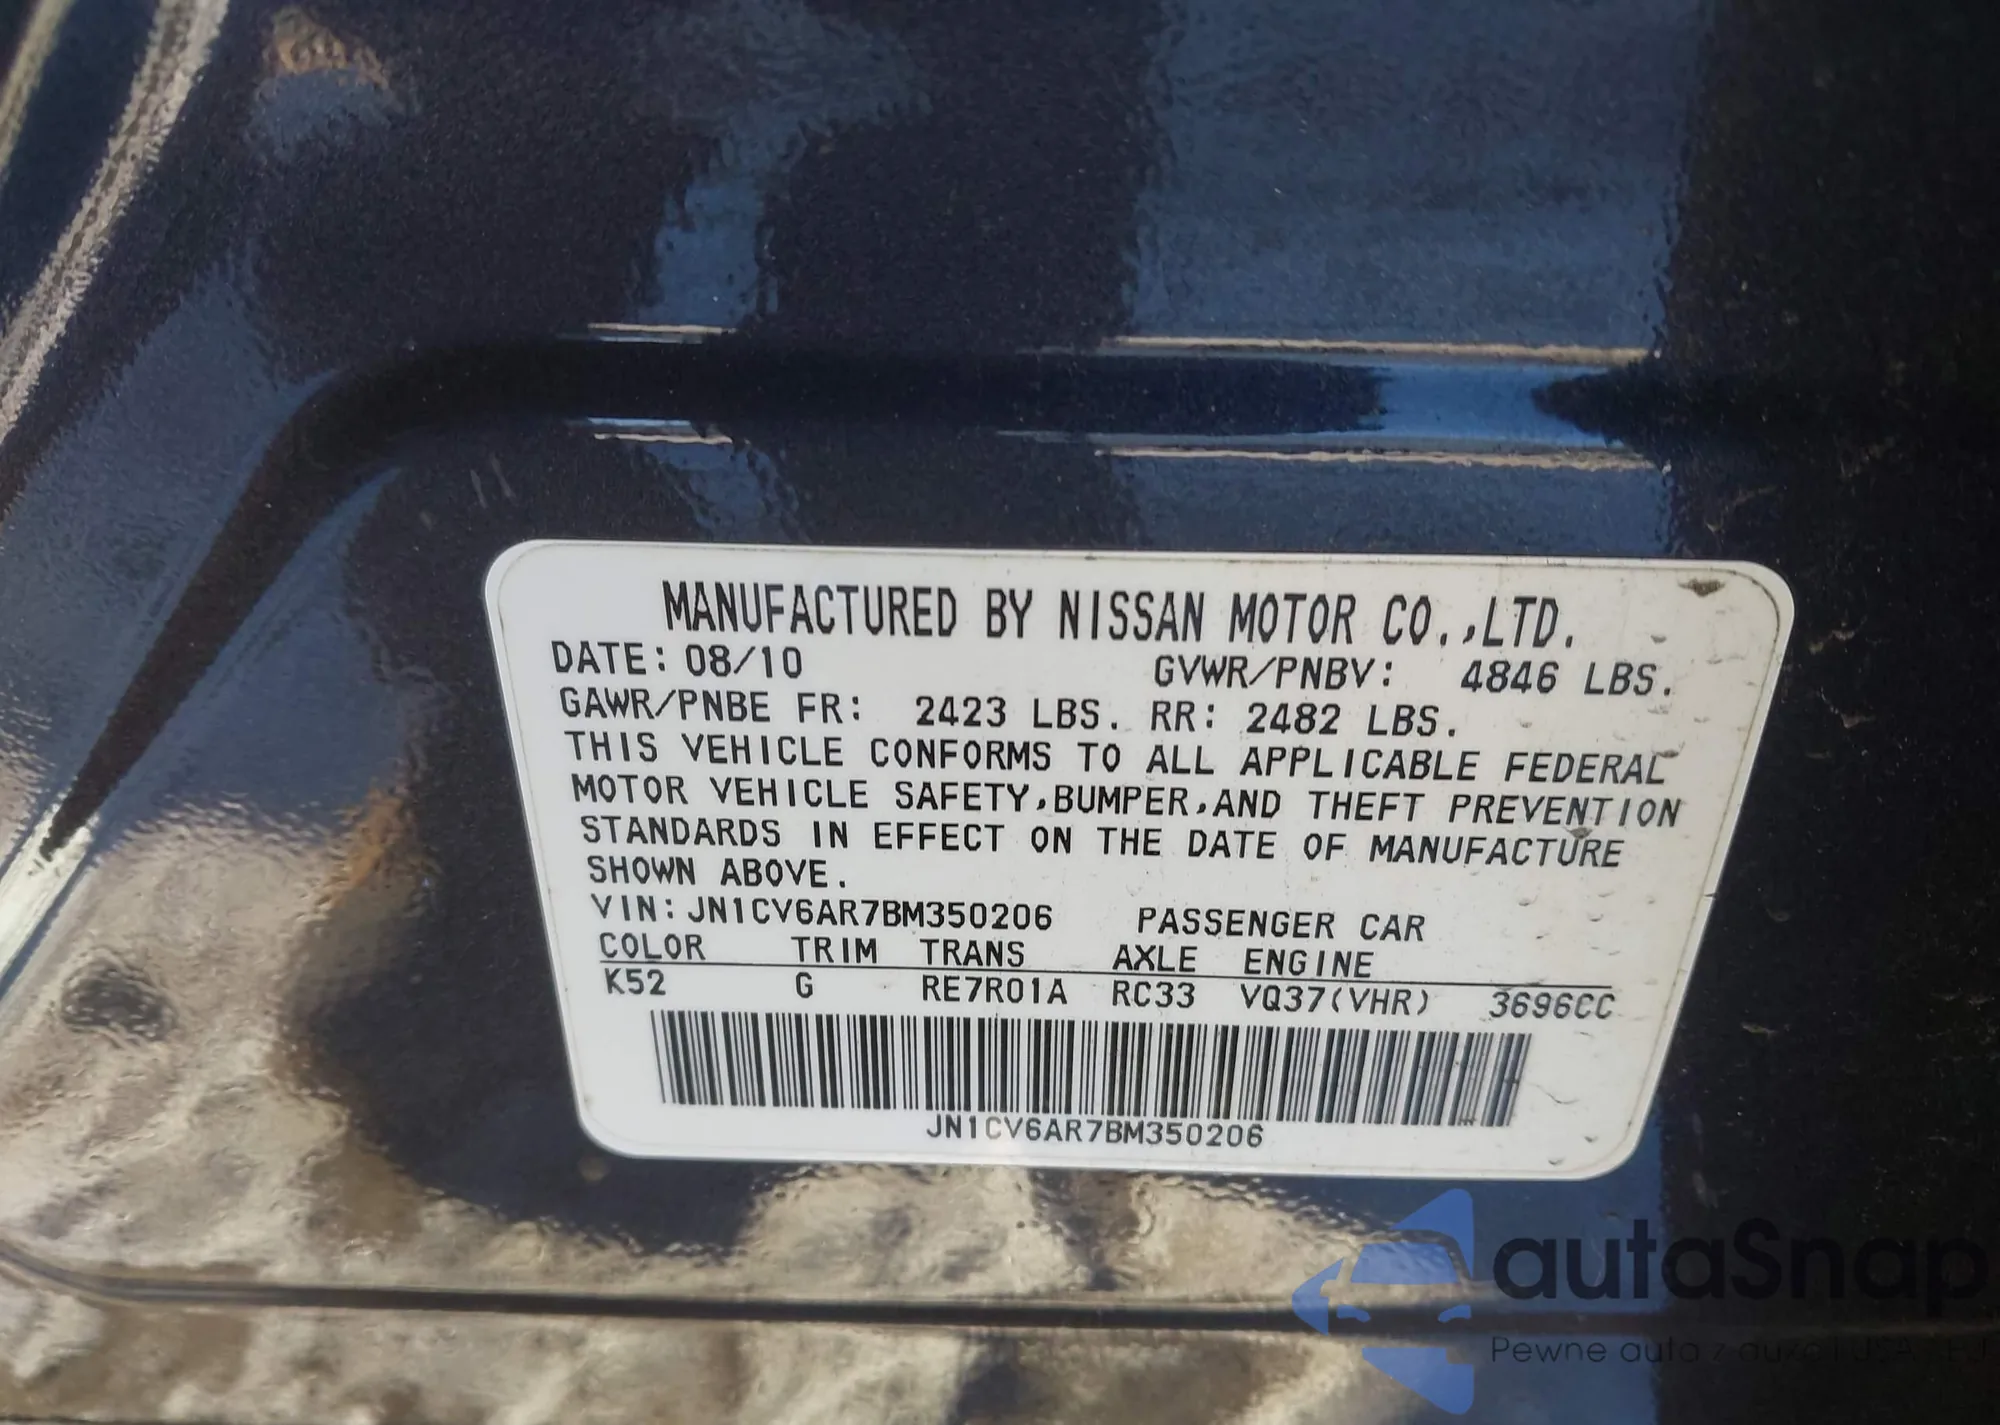 MANUFACTURED BY NISSAN MOTOR CO.,LTD.
DATE: 08/10 GVWR/PNBV: 4846 LBS.
GAWR/PNBE FR: 2423 LBS. RR: 2482 LBS.
THIS VEHICLE CONFORMS TO ALL APPLICABLE FEDERAL
MOTOR VEHICLE SAFETY,BUMPER,AND THEFT PREVENTION
STANDARDS IN EFFECT ON THE DATE OF MANUFACTURE
SHOWN ABOVE.
VIN: JN1CV6AR7BM350206 PASSENGER CAR
COLOR TRIM TRANS AXLE ENGINE
K52 G RE7R01A RC33 VQ37(VHR) 3696CC
JN1CV6AR7BM350206
autaSnap
Pewne auta z